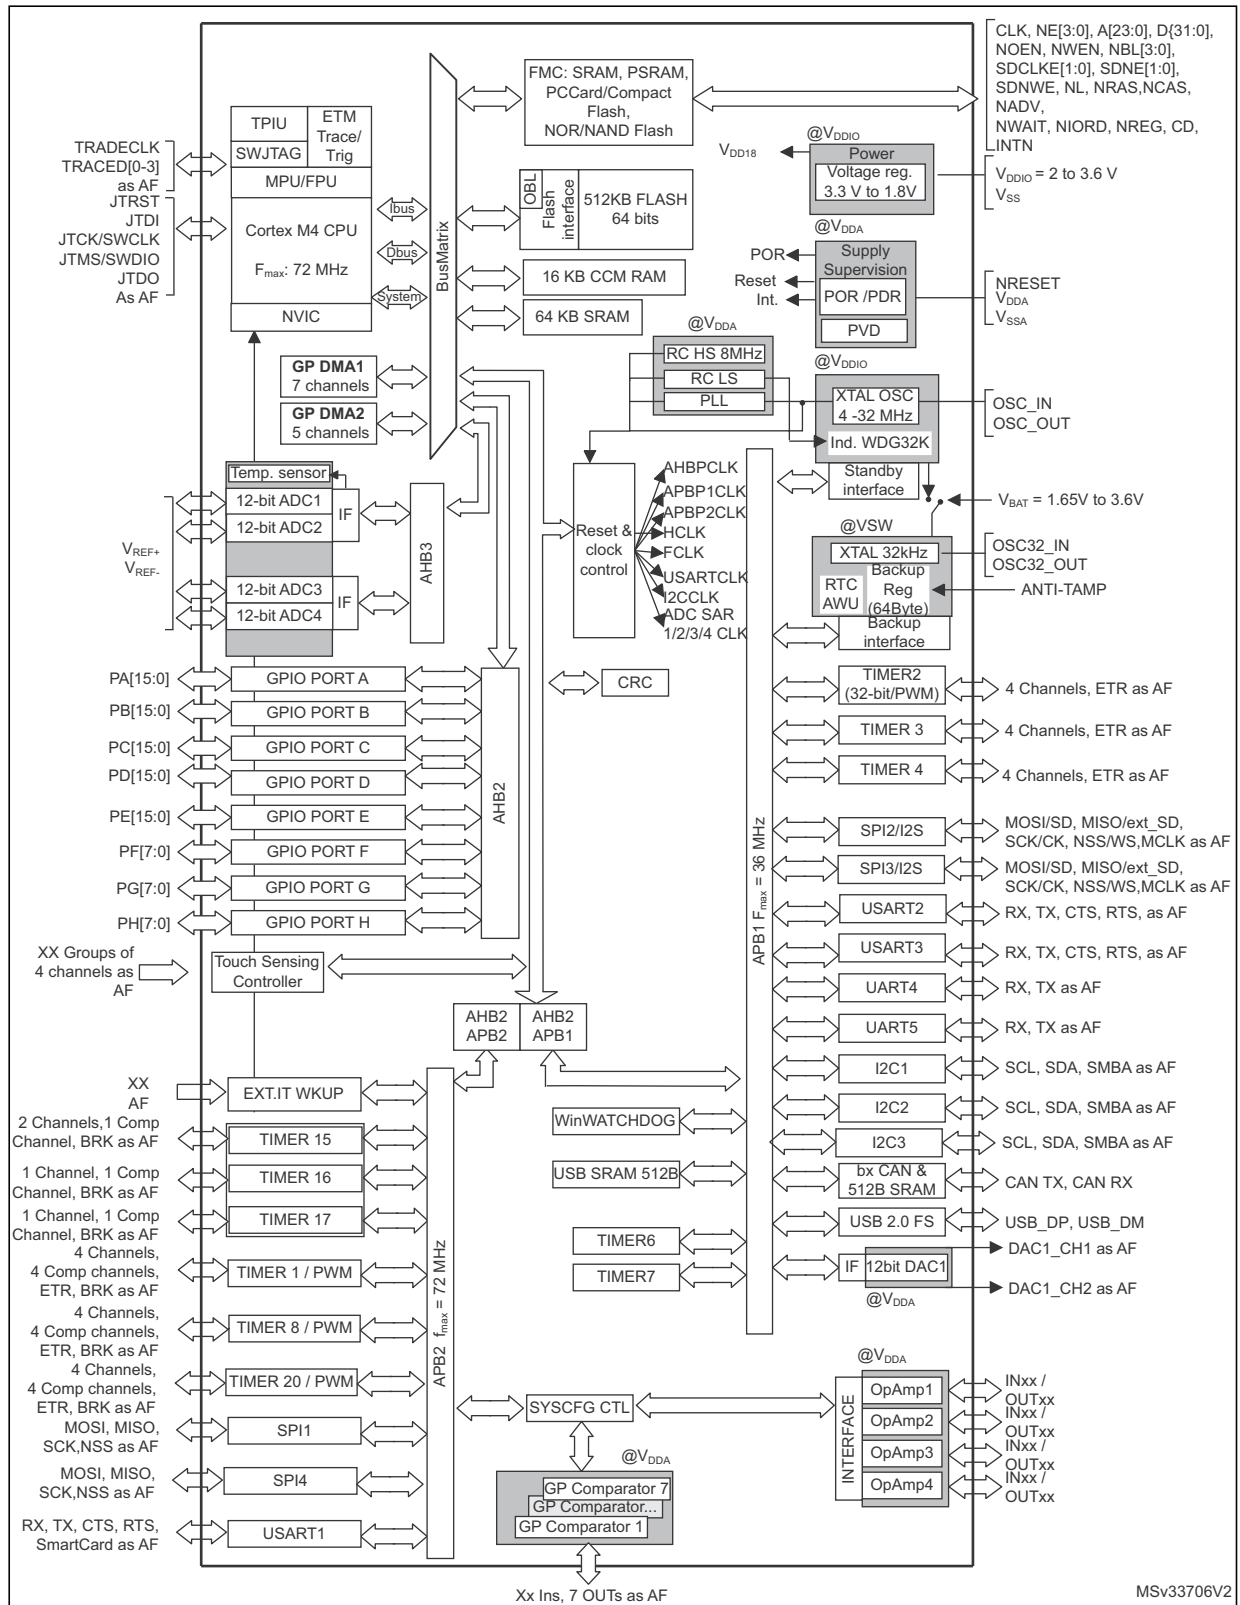 CLK, NE[3:0], A[23:0], D{31:0],
NOEN, NWEN, NBL[3:0],
SDCLKE[1:0], SDNE[1:0],
SDNWE, NL, NRAS,NCAS,
NADV,
NWAIT, NIORD, NREG, CD,
INTN
FMC: SRAM, PSRAM,
PCCard/Compact
Flash,
NOR/NAND Flash
TPIU
SWJTAG
ETM
Trace/
Trig
MPU/FPU
Cortex M4 CPU
Fmax: 72 MHz
NVIC
TRADECLK
TRACED[0-3]
as AF
JTRST
JTDI
JTCK/SWCLK
JTMS/SWDIO
JTDO
As AF
Ibus
Dbus
System
BusMatrix
OBL
Flash
interface
512KB FLASH
64 bits
16 KB CCM RAM
64 KB SRAM
@VDDIO
VDD18
Power
Voltage reg.
3.3 V to 1.8V
VDDIO = 2 to 3.6 V
VSS
@VDDA
POR
Reset
Int.
Supply
Supervision
POR /PDR
PVD
NRESET
VDDA
VSSA
@VDDA
RC HS 8MHz
RC LS
PLL
@VDDIO
XTAL OSC
4 -32 MHz
Ind. WDG32K
Standby
interface
OSC_IN
OSC_OUT
VBAT = 1.65V to 3.6V
@VSW
XTAL 32kHz
RTC
AWU
Backup
Reg
(64Byte)
Backup
interface
OSC32_IN
OSC32_OUT
ANTI-TAMP
GP DMA1
7 channels
GP DMA2
5 channels
Temp. sensor
12-bit ADC1
12-bit ADC2
IF
12-bit ADC3
12-bit ADC4
IF
VREF+
VREF-
AHB3
Reset &
clock
control
AHBPCLK
APBP1CLK
APBP2CLK
HCLK
FCLK
USARTCLK
I2CCLK
ADC SAR
1/2/3/4 CLK
CRC
PA[15:0]
GPIO PORT A
PB[15:0]
GPIO PORT B
PC[15:0]
GPIO PORT C
PD[15:0]
GPIO PORT D
PE[15:0]
GPIO PORT E
PF[7:0]
GPIO PORT F
PG[7:0]
GPIO PORT G
PH[7:0]
GPIO PORT H
AHB2
XX Groups of
4 channels as
AF
Touch Sensing
Controller
AHB2
APB2
AHB2
APB1
APB1 Fmax = 36 MHz
TIMER2
(32-bit/PWM)
4 Channels, ETR as AF
TIMER 3
4 Channels, ETR as AF
TIMER 4
4 Channels, ETR as AF
SPI2/I2S
MOSI/SD, MISO/ext_SD,
SCK/CK, NSS/WS,MCLK as AF
SPI3/I2S
MOSI/SD, MISO/ext_SD,
SCK/CK, NSS/WS,MCLK as AF
USART2
RX, TX, CTS, RTS, as AF
USART3
RX, TX, CTS, RTS, as AF
UART4
RX, TX as AF
UART5
RX, TX as AF
I2C1
SCL, SDA, SMBA as AF
I2C2
SCL, SDA, SMBA as AF
I2C3
SCL, SDA, SMBA as AF
bx CAN &
512B SRAM
CAN TX, CAN RX
USB 2.0 FS
USB_DP, USB_DM
IF
12bit DAC1
DAC1_CH1 as AF
DAC1_CH2 as AF
@VDDA
WinWATCHDOG
USB SRAM 512B
TIMER6
TIMER7
XX
AF
EXT.IT WKUP
2 Channels,1 Comp
Channel, BRK as AF
TIMER 15
1 Channel, 1 Comp
Channel, BRK as AF
TIMER 16
1 Channel, 1 Comp
Channel, BRK as AF
TIMER 17
4 Channels,
4 Comp channels,
ETR, BRK as AF
TIMER 1 / PWM
4 Channels,
4 Comp channels,
ETR, BRK as AF
TIMER 8 / PWM
4 Channels,
4 Comp channels,
ETR, BRK as AF
TIMER 20 / PWM
MOSI, MISO,
SCK,NSS as AF
SPI1
MOSI, MISO,
SCK,NSS as AF
SPI4
RX, TX, CTS, RTS,
SmartCard as AF
USART1
APB2 fmax = 72 MHz
SYSCFG CTL
@VDDA
GP Comparator 7
GP Comparator...
GP Comparator 1
Xx Ins, 7 OUTs as AF
@VDDA
INTERFACE
OpAmp1
INxx /
OUTxx
OpAmp2
INxx /
OUTxx
OpAmp3
INxx /
OUTxx
OpAmp4
INxx /
OUTxx
MSv33706V2